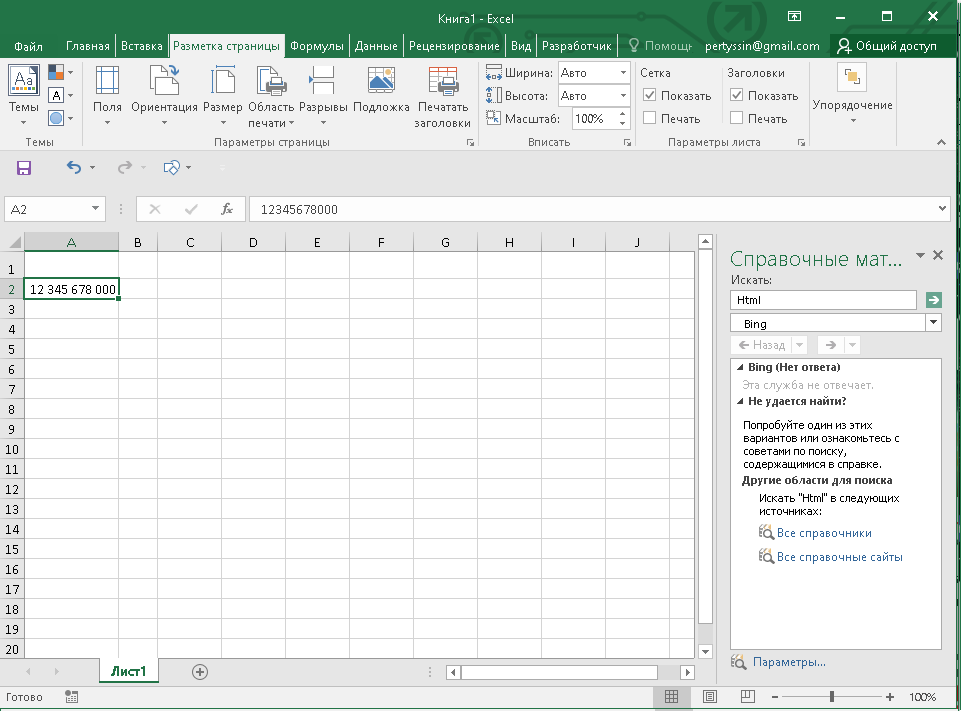 Книга1 - Excel
Файл Главная Вставка Разметка страницы Формулы Данные Рецензирование Вид Разработчик Помощь pertyssin@gmail.com Общий доступ
Темы Поля Ориентация Размер Область печати Разрывы Подложка Печатать заголовки
Ширина: Авто
Высота: Авто
Масштаб: 100%
Сетка Заголовки
Показать Показать
Печать Печать
Упорядочение
Темы Параметры страницы Вписать Параметры листа
A2 fx 12345678000
A B C D E F G H I J
1
2 12 345 678 000
3
4
5
6
7
8
9
10
11
12
13
14
15
16
17
18
19
20
Справочные мат...
Искать:
Html
Bing
Назад
Bing (Нет ответа)
Эта служба не отвечает.
Не удается найти?
Попробуйте один из этих
вариантов или ознакомьтесь с
советами по поиску,
содержащимися в справке.
Другие области для поиска
Искать "Html" в следующих
источниках:
Все справочники
Все справочные сайты
Параметры...
Лист1
Готово 100%